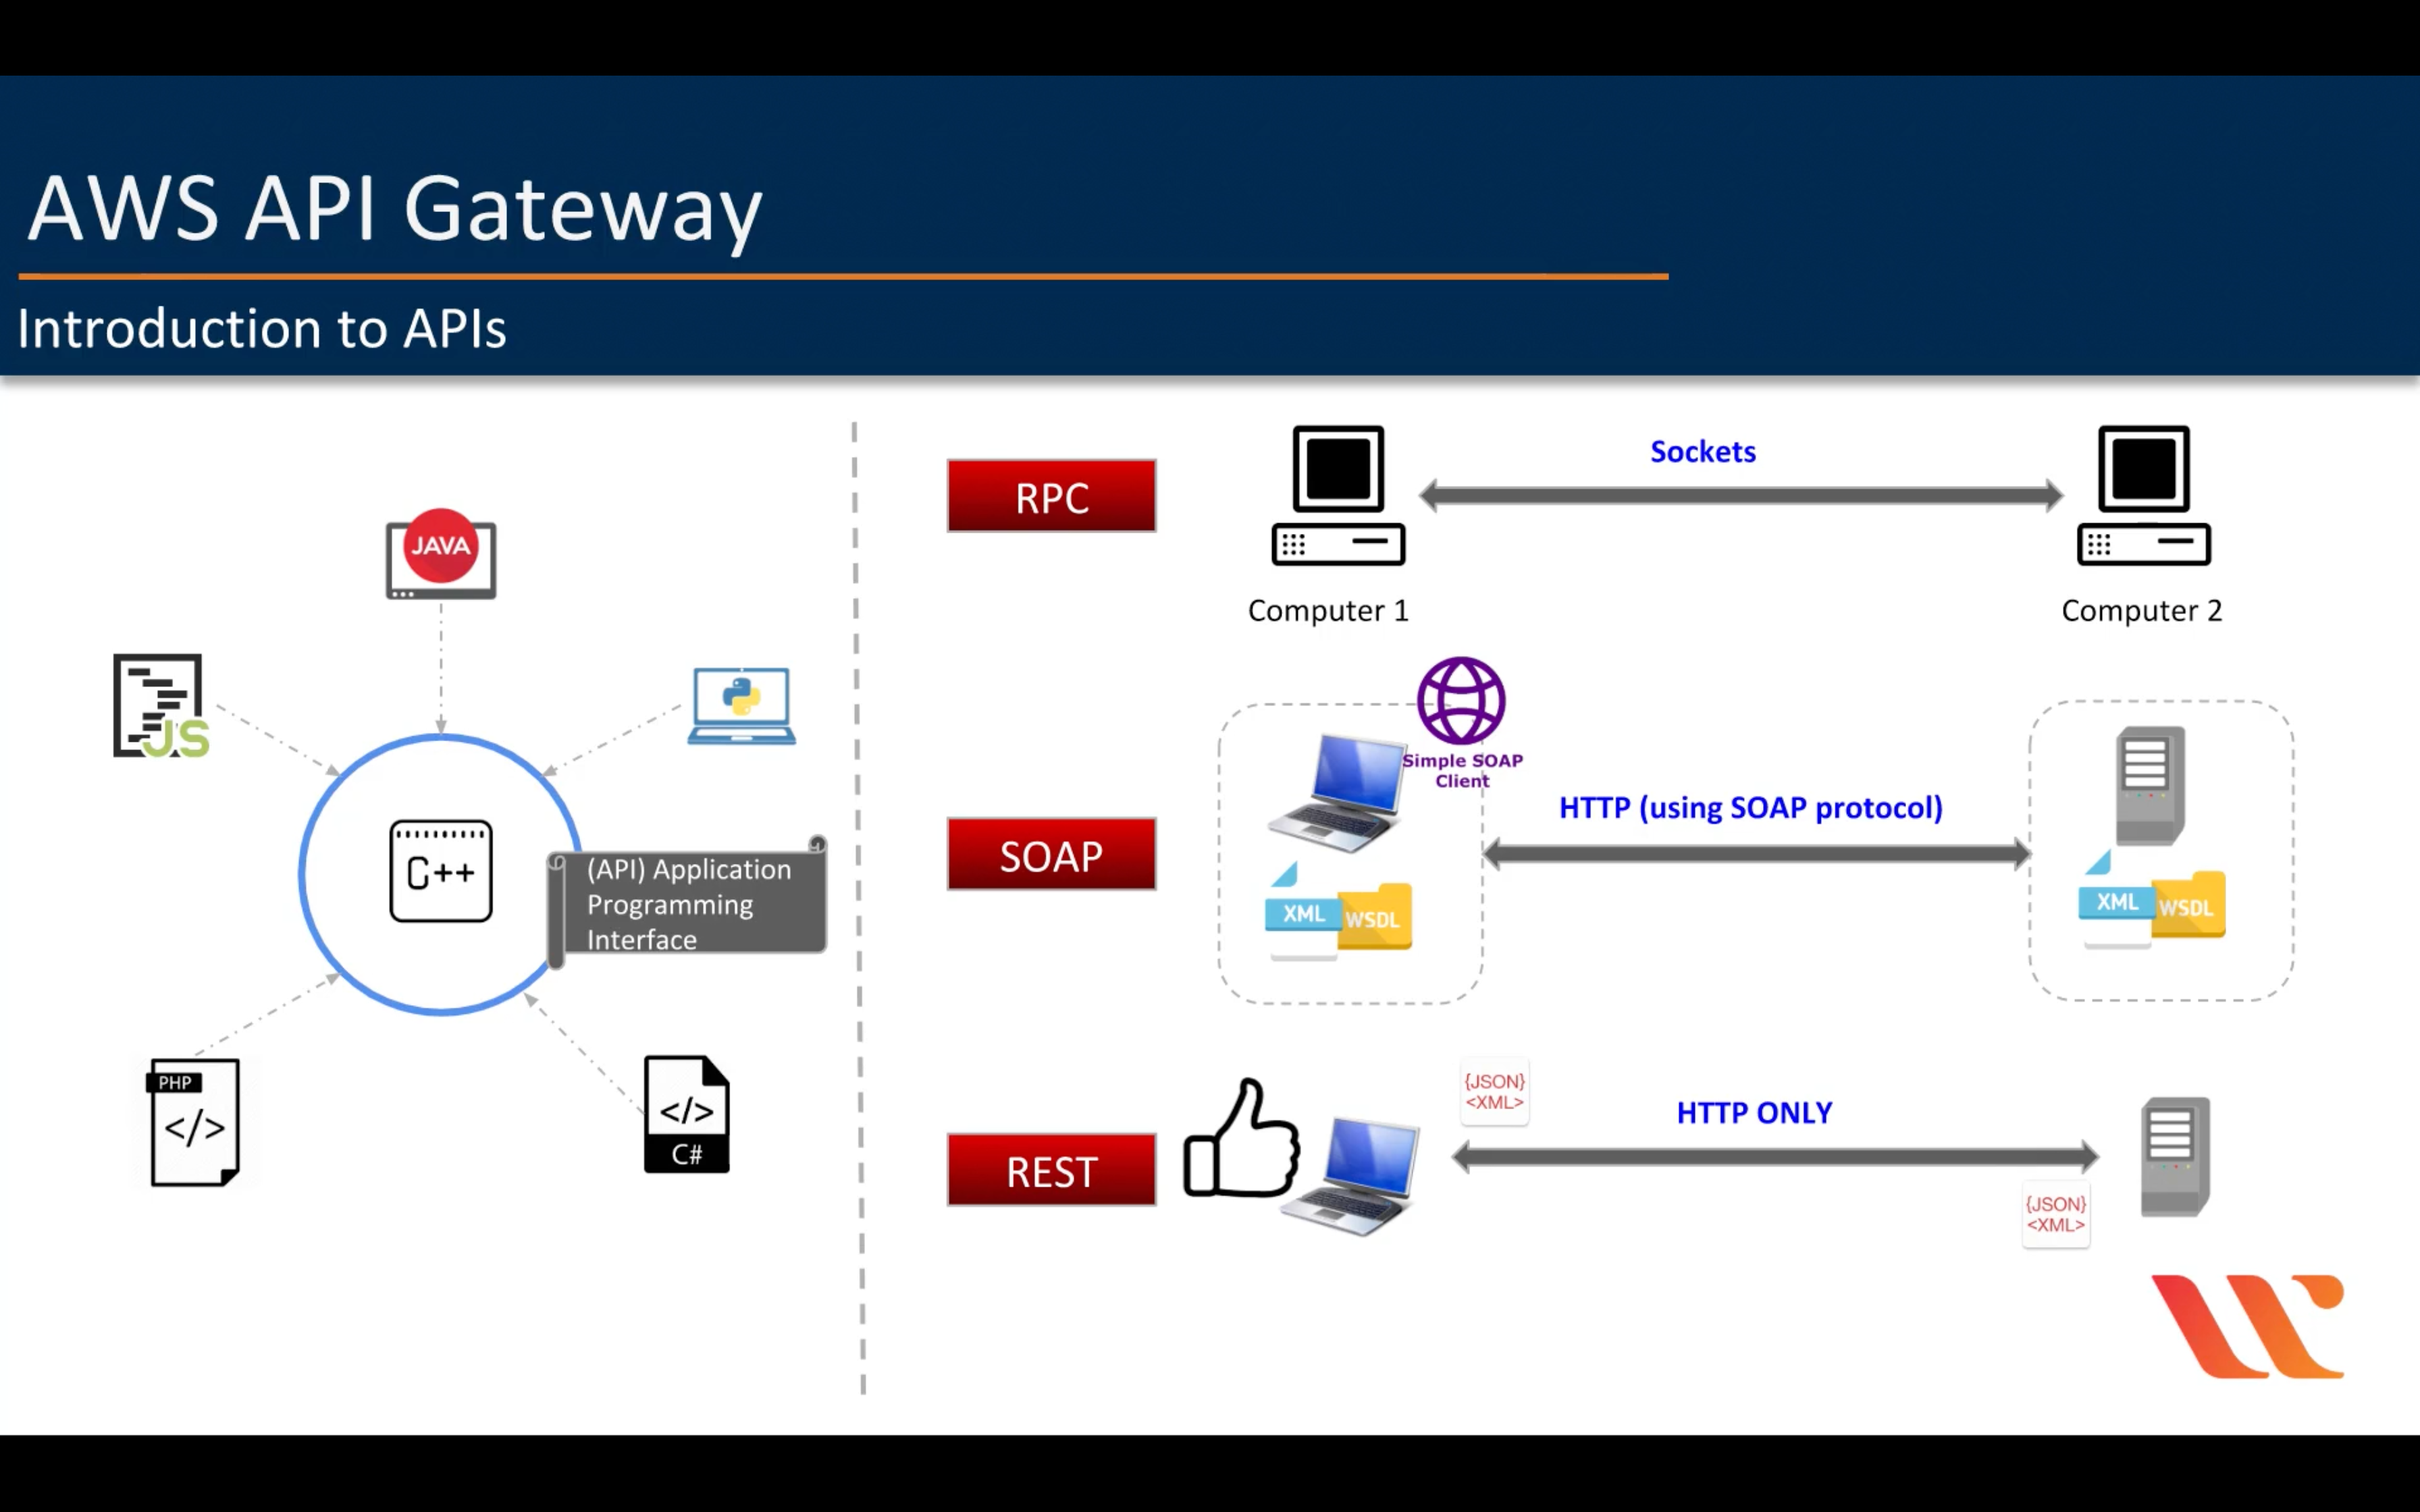 AWS API Gateway
Introduction to APIs
JAVA
JS
C++
(API) Application
Programming
Interface
PHP
</>
</>
C#
RPC
Sockets
Computer 1
Computer 2
SOAP
Simple SOAP
Client
HTTP (using SOAP protocol)
XML
WSDL
XML
WSDL
REST
{JSON}
<XML>
HTTP ONLY
{JSON}
<XML>